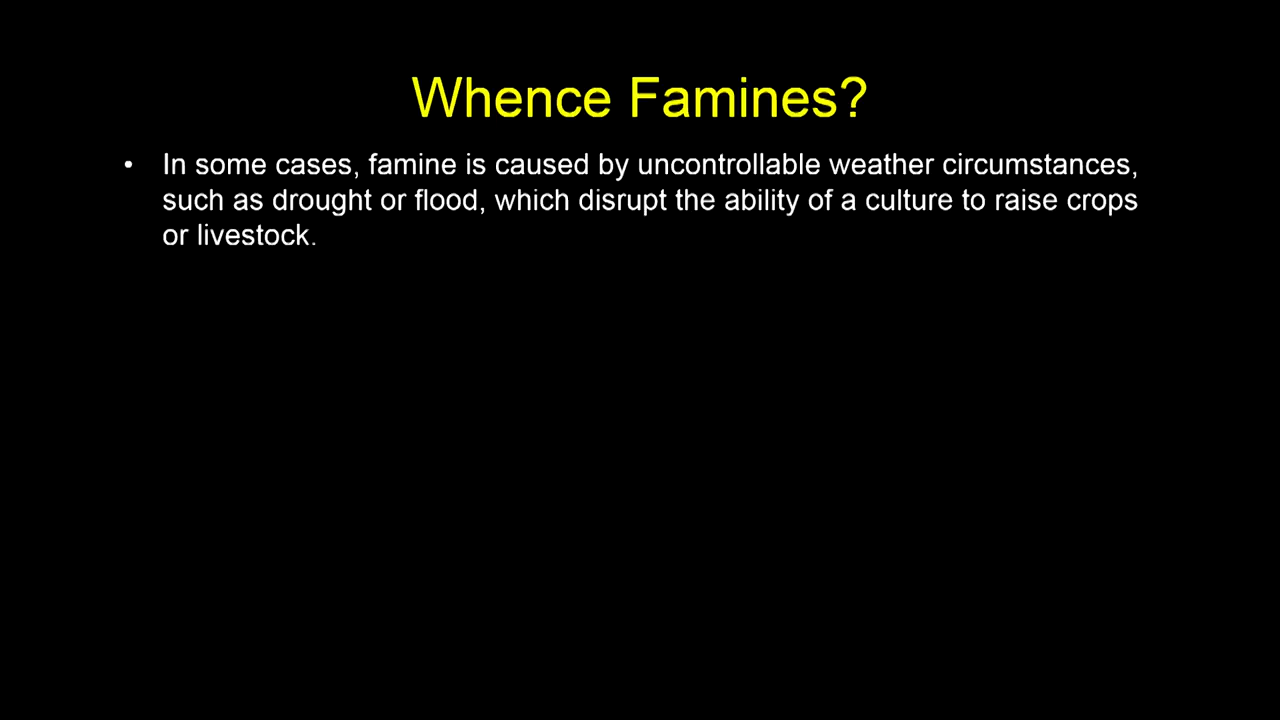 Whence Famines?
• In some cases, famine is caused by uncontrollable weather circumstances,
such as drought or flood, which disrupt the ability of a culture to raise crops
or livestock.